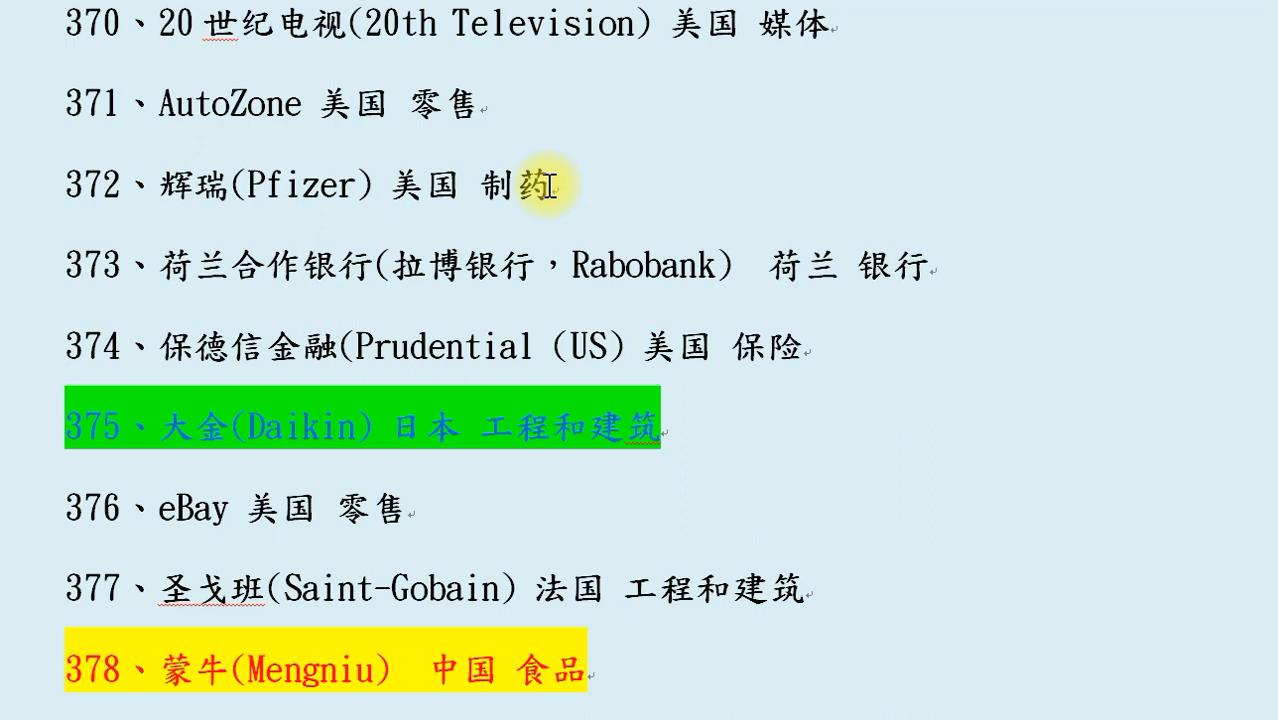 370、20 世纪电视(20th Television) 美国 媒体
371、AutoZone 美国 零售
372、辉瑞(Pfizer) 美国 制药
373、荷兰合作银行(拉博银行，Rabobank) 荷兰 银行
374、保德信金融(Prudential (US) 美国 保险
375、大金(Daikin) 日本 工程和建筑
376、eBay 美国 零售
377、圣戈班(Saint-Gobain) 法国 工程和建筑
378、蒙牛(Mengniu) 中国 食品